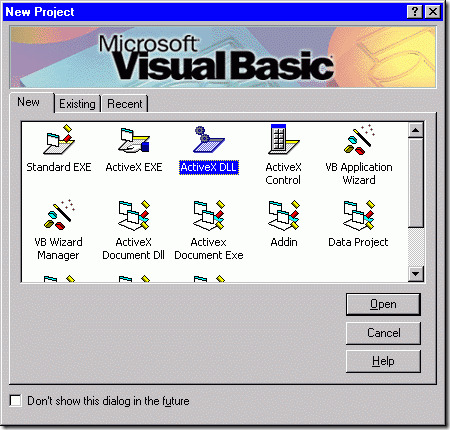 New Project
Microsoft
Visual Basic
New Existing Recent
Standard EXE ActiveX EXE ActiveX DLL ActiveX Control VB Application Wizard
VB Wizard Manager ActiveX Document Dll Activex Document Exe Addin Data Project
Open
Cancel
Help
Don't show this dialog in the future